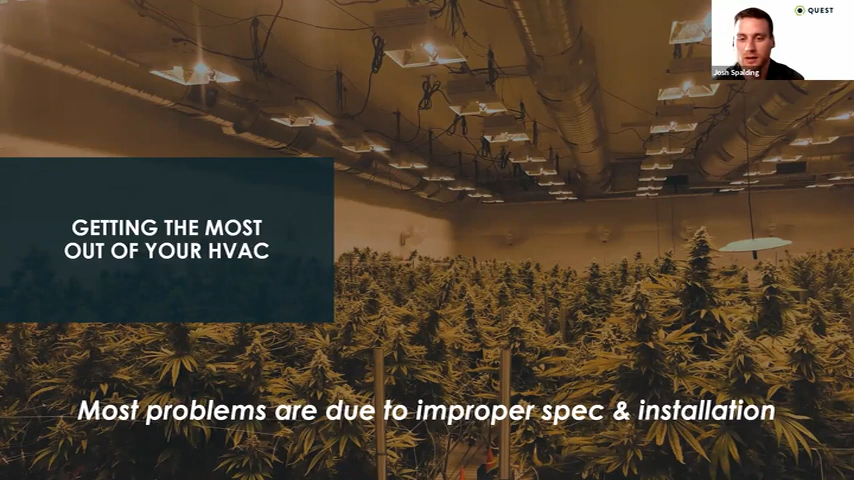 QUEST
Josh Spalding
GETTING THE MOST
OUT OF YOUR HVAC
Most problems are due to improper spec & installation